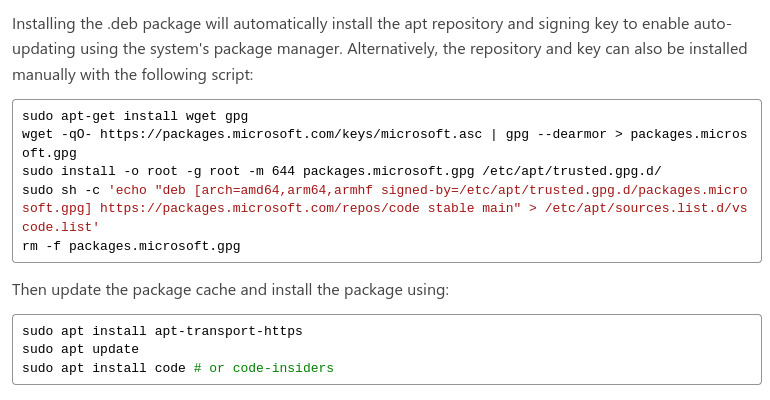 Installing the .deb package will automatically install the apt repository and signing key to enable auto-
updating using the system's package manager. Alternatively, the repository and key can also be installed
manually with the following script:
sudo apt-get install wget gpg
wget -qO- https://packages.microsoft.com/keys/microsoft.asc | gpg --dearmor > packages.micros
oft.gpg
sudo install -o root -g root -m 644 packages.microsoft.gpg /etc/apt/trusted.gpg.d/
sudo sh -c 'echo "deb [arch=amd64,arm64,armhf signed-by=/etc/apt/trusted.gpg.d/packages.micro
soft.gpg] https://packages.microsoft.com/repos/code stable main" > /etc/apt/sources.list.d/vs
code.list'
rm -f packages.microsoft.gpg
Then update the package cache and install the package using:
sudo apt install apt-transport-https
sudo apt update
sudo apt install code # or code-insiders